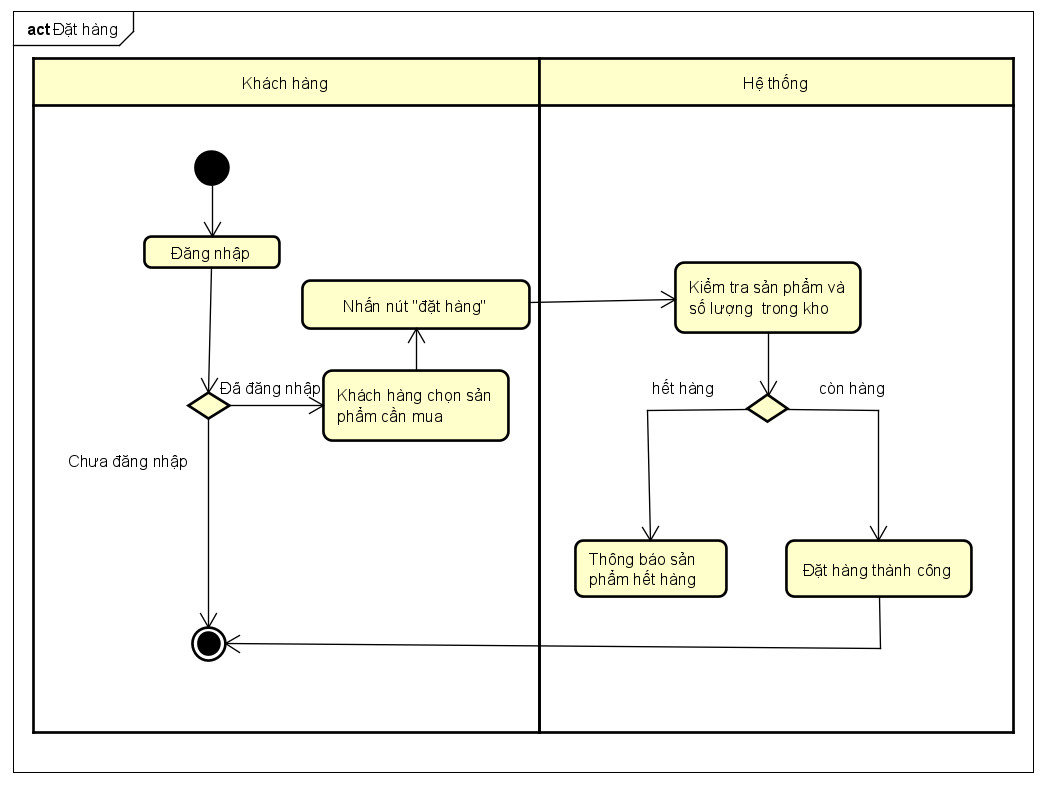 act Đặt hàng
Khách hàng
Hệ thống
Đăng nhập
Nhấn nút "đặt hàng"
Kiểm tra sản phẩm và
số lượng trong kho
Đã đăng nhập
Khách hàng chọn sản
phẩm cần mua
hết hàng
còn hàng
Chưa đăng nhập
Thông báo sản
phẩm hết hàng
Đặt hàng thành công